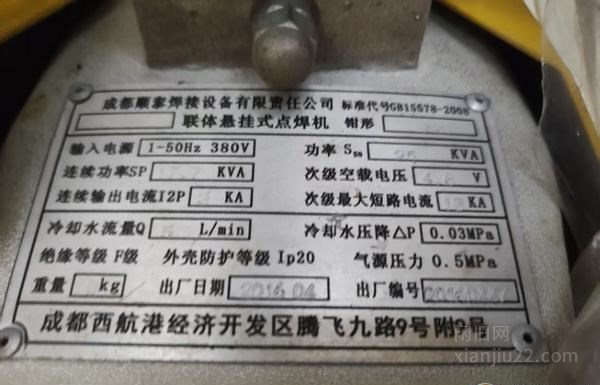 成都顺泰焊接设备有限责任公司 标准代号GB15578-2008
联体悬挂式点焊机 钳形
输入电源 1-50Hz 380V 功率 S₅₀ 25 KVA
连续功率SP KVA 次级空载电压 V
连续输出电流I2P KA 次级最大短路电流 KA
冷却水流量Q L/min 冷却水压降△P 0.03MPa
绝缘等级 F级 外壳防护等级 Ip20 气源压力 0.5MPa
重量 kg 出厂日期 2016.04 出厂编号
成都西航港经济开发区腾飞九路9号附9号
闲旧网
xianjiu22.com